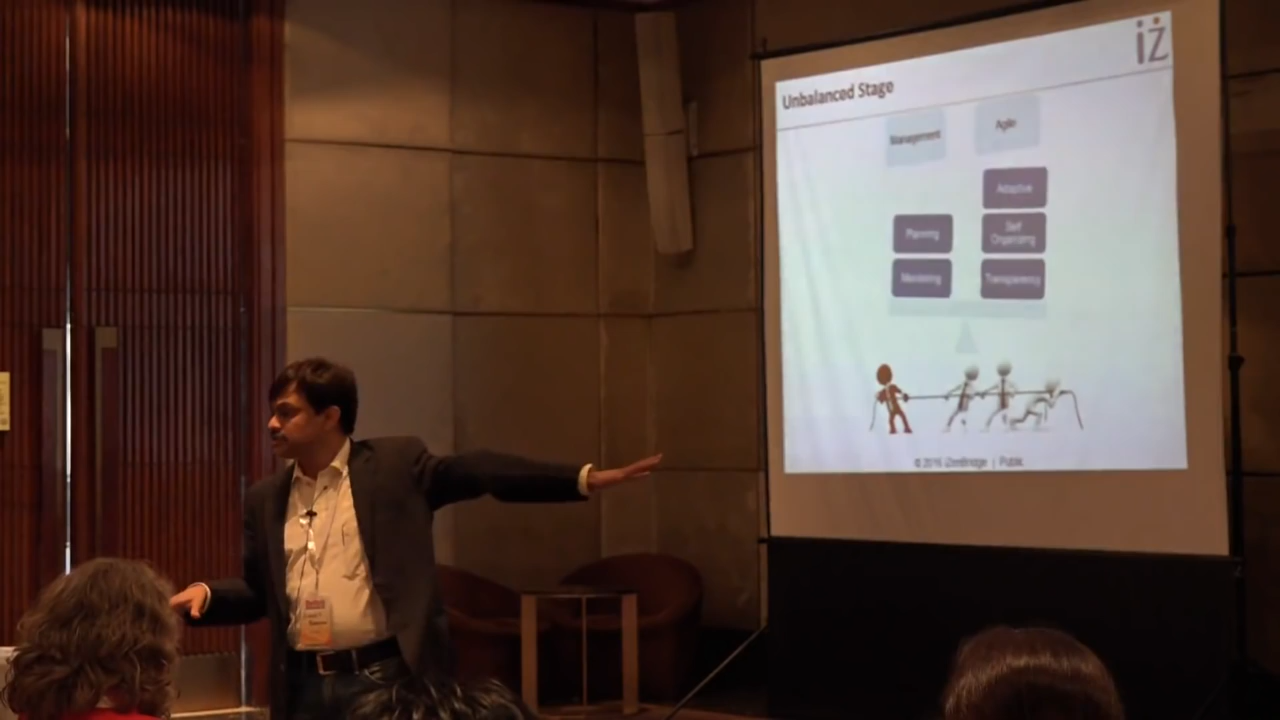 iZ
Unbalanced Stage
Management
Agile
Adaptive
Planning
Self
Organizing
Monitoring
Transparency
© 2016 iZenBridge | Public